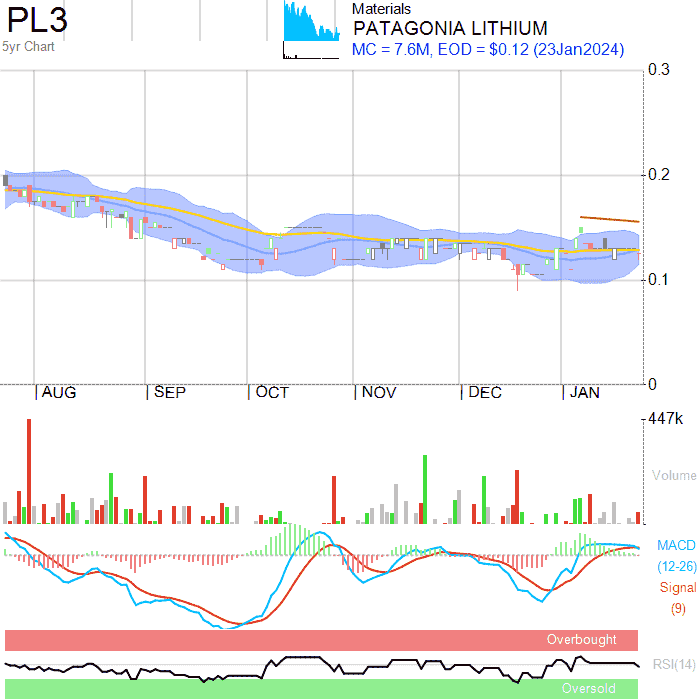 PL3
5yr Chart
Materials
PATAGONIA LITHIUM
MC = 7.6M, EOD = $0.12 (23Jan2024)
0.3
0.2
0.1
0
AUG SEP OCT NOV DEC JAN
447k
Volume
MACD
(12-26)
Signal
(9)
Overbought
RSI(14)
Oversold